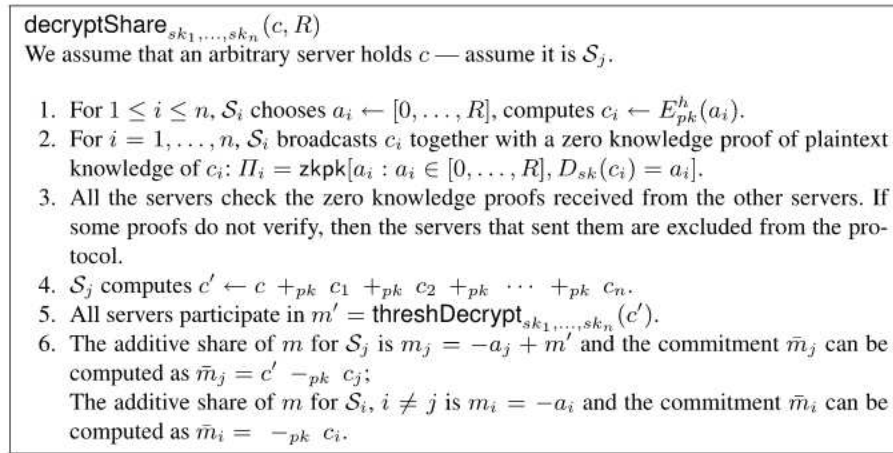 decryptShare_{sk_1,...,sk_n}(c, R)
We assume that an arbitrary server holds c — assume it is S_j.
1. For 1 ≤ i ≤ n, S_i chooses a_i ← [0, . . . , R], computes c_i ← E^h_{pk}(a_i).
2. For i = 1, . . . , n, S_i broadcasts c_i together with a zero knowledge proof of plaintext
knowledge of c_i: Π_i = zkpk[a_i : a_i ∈ [0, . . . , R], D_{sk}(c_i) = a_i].
3. All the servers check the zero knowledge proofs received from the other servers. If
some proofs do not verify, then the servers that sent them are excluded from the pro-
tocol.
4. S_j computes c′ ← c +_{pk} c_1 +_{pk} c_2 +_{pk} ⋯ +_{pk} c_n.
5. All servers participate in m′ = threshDecrypt_{sk_1,...,sk_n}(c′).
6. The additive share of m for S_j is m_j = −a_j + m′ and the commitment m̄_j can be
computed as m̄_j = c′ −_{pk} c_j;
The additive share of m for S_i, i ≠ j is m_i = −a_i and the commitment m̄_i can be
computed as m̄_i = −_{pk} c_i.